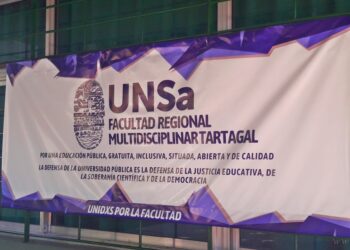 UNSa
FACULTAD REGIONAL
MULTIDISCIPLINAR TARTAGAL
POR UNA EDUCACIÓN PÚBLICA, GRATUITA, INCLUSIVA, SITUADA, ABIERTA Y DE CALIDAD
LA DEFENSA DE LA UNIVERSIDAD PÚBLICA ES LA DEFENSA DE LA JUSTICIA EDUCATIVA, DE
LA SOBERANÍA CIENTÍFICA Y DE LA DEMOCRACIA
UNIDXS POR LA FACULTAD